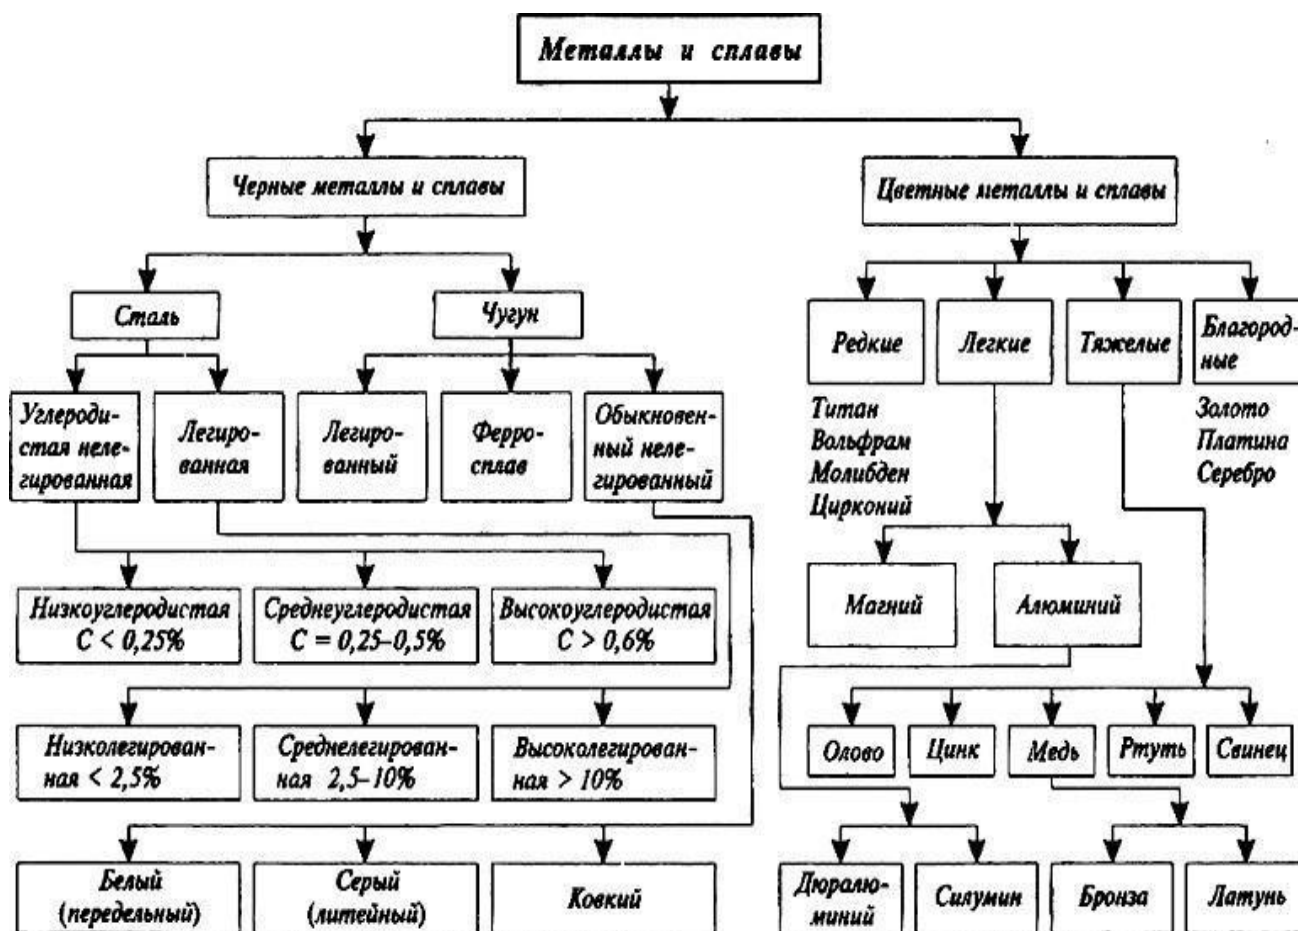 Металлы и сплавы
Черные металлы и сплавы
Цветные металлы и сплавы
Сталь
Чугун
Редкие
Легкие
Тяжелые
Благород-
ные
Углероди-
стая неле-
гированная
Легиро-
ванная
Легиро-
ванный
Ферро-
сплав
Обыкновен-
ный неле-
гированный
Титан
Вольфрам
Молибден
Цирконий
Золото
Платина
Серебро
Низкоуглеродистая
C < 0,25%
Среднеуглеродистая
C = 0,25–0,5%
Высокоуглеродистая
C > 0,6%
Магний
Алюминий
Низколегирован-
ная < 2,5%
Среднелегирован-
ная 2,5–10%
Высоколегирован-
ная > 10%
Олово
Цинк
Медь
Ртуть
Свинец
Белый
(передельный)
Серый
(литейный)
Ковкий
Дюралю-
миний
Силумин
Бронза
Латунь